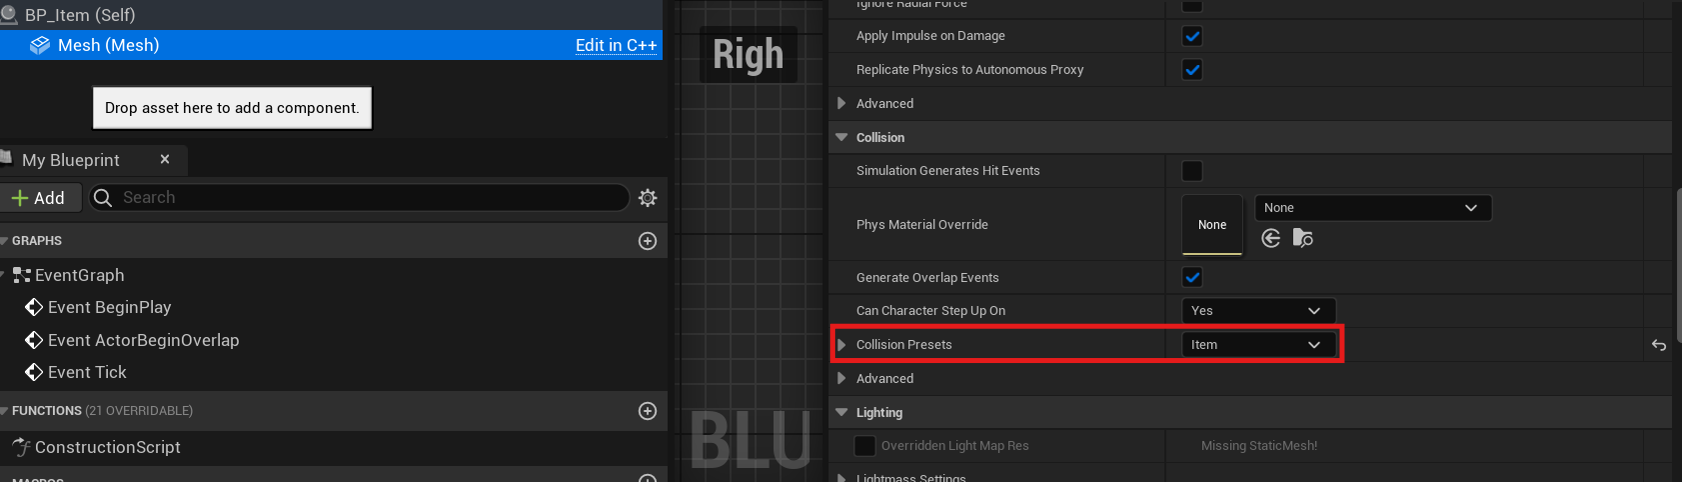 BP_Item (Self)
Mesh (Mesh)
Edit in C++
Drop asset here to add a component.
My Blueprint
Add
Search
GRAPHS
EventGraph
Event BeginPlay
Event ActorBeginOverlap
Event Tick
FUNCTIONS (21 OVERRIDABLE)
ConstructionScript
MACROS
Righ
BLU
Ignore Radial Force
Apply Impulse on Damage
Replicate Physics to Autonomous Proxy
Advanced
Collision
Simulation Generates Hit Events
Phys Material Override
None
None
Generate Overlap Events
Can Character Step Up On
Yes
Collision Presets
Item
Advanced
Lighting
Overridden Light Map Res
Missing StaticMesh!
Lightmass Settings